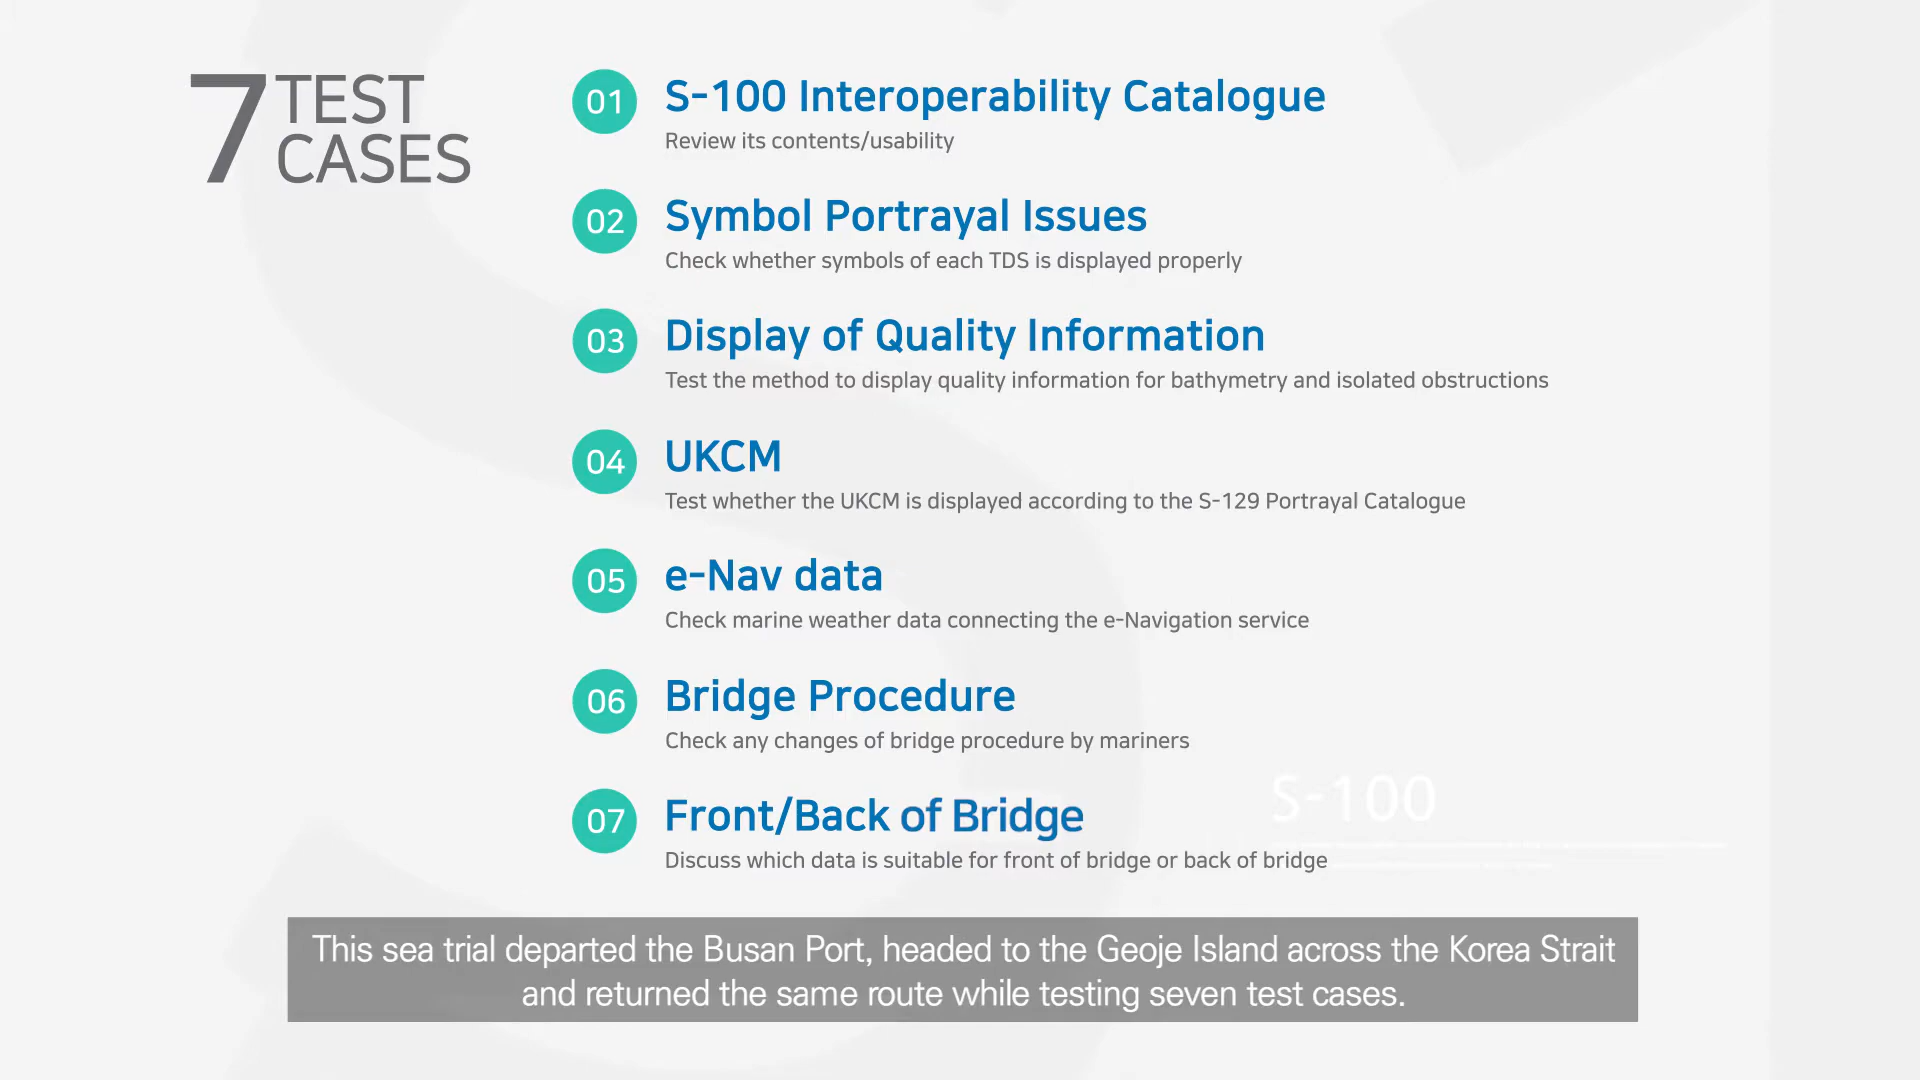 7 TEST
CASES
01 S-100 Interoperability Catalogue
Review its contents/usability
02 Symbol Portrayal Issues
Check whether symbols of each TDS is displayed properly
03 Display of Quality Information
Test the method to display quality information for bathymetry and isolated obstructions
04 UKCM
Test whether the UKCM is displayed according to the S-129 Portrayal Catalogue
05 e-Nav data
Check marine weather data connecting the e-Navigation service
06 Bridge Procedure
Check any changes of bridge procedure by mariners
S-100
07 Front/Back of Bridge
Discuss which data is suitable for front of bridge or back of bridge
This sea trial departed the Busan Port, headed to the Geoje Island across the Korea Strait
and returned the same route while testing seven test cases.